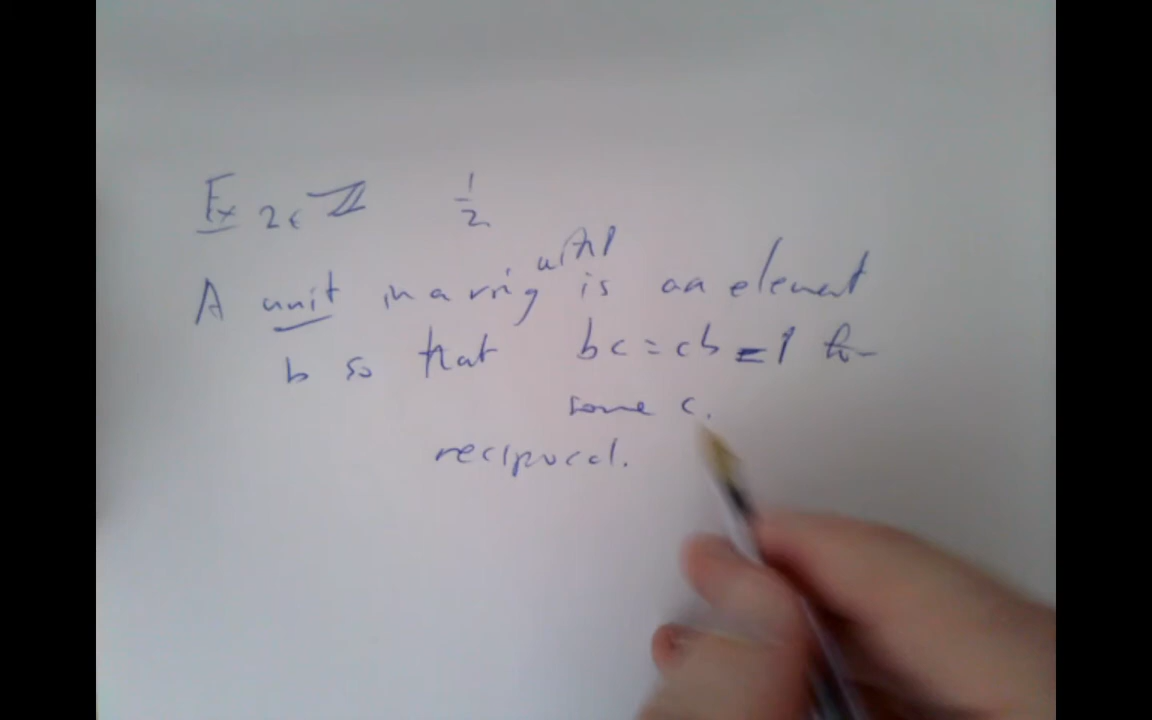 Ex 2∈ℤ 1/2
A unit in a ring with 1 is an element
b so that bc = cb = 1 for
some c.
reciprocal.